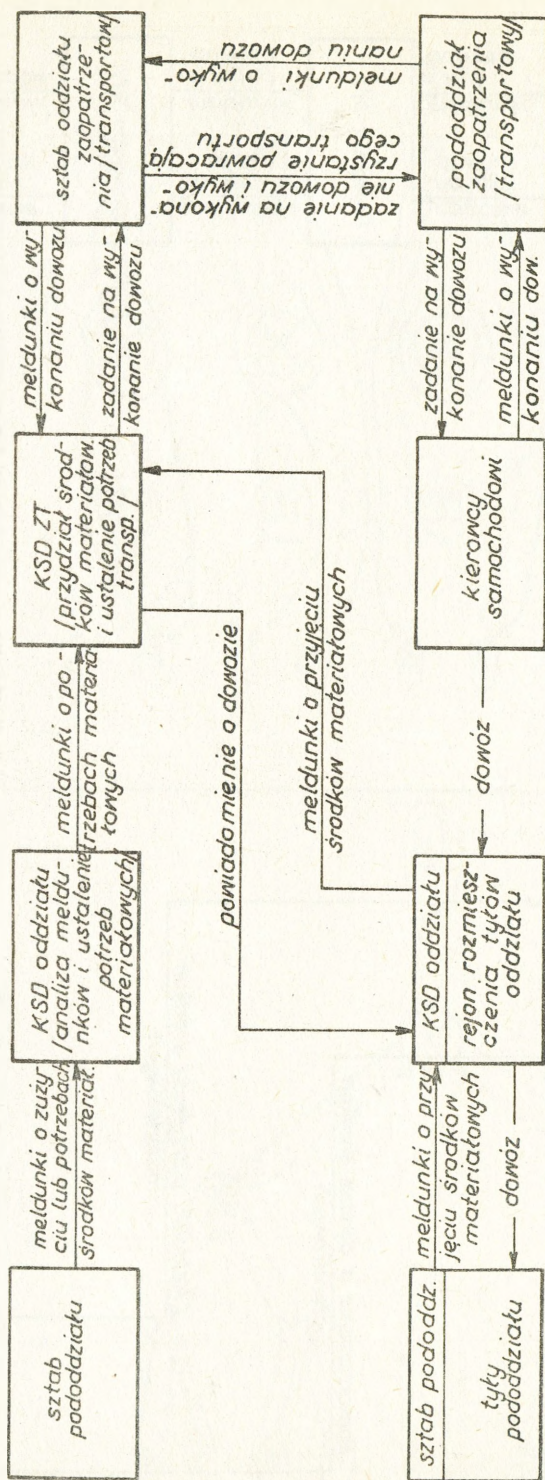 sztab
pododdziału
meldunki o zuży
ciu lub potrzebach
środków materiał.
KSD oddziału
/analiza meldu-
nków i ustalenie
potrzeb
materiałowych/
meldunki o po-
trzebach materia
łowych
KSD ZT
/przydział środ-
ków materiałow.
i ustalenie potrzeb
transp./
meldunki o wy-
konaniu dowozu
zadanie na wy-
konanie dowozu
sztab oddziału
zaopatrze-
nia/transportowy
zadanie na wykona-
nie dowozu i wyko-
rzystanie powracają
cego transportu
meldunki o wyko-
naniu dowozu
powiadomienie o dowozie
meldunki o przyjęciu
środków materiałowych
sztab pododdz.
tyły
pododdziału
meldunki o przy
jęciu środków
materiałowych
dowóz
KSD oddziału
rejon rozmiesz-
czenia tyłów
oddziału
dowóz
kierowcy
samochodowi
zadanie na wy-
konanie dowozu
meldunki o wy-
konaniu dow.
pododdział
zaopatrzenia
/transportowy/